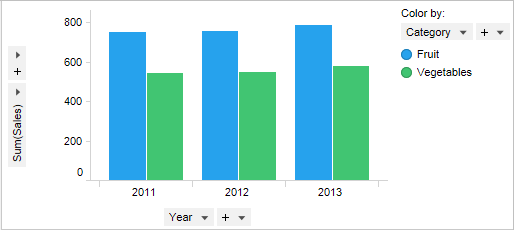 Color by:
Category +
Fruit
Vegetables
800
600
400
200
0
+
Sum(Sales)
2011 2012 2013
Year +